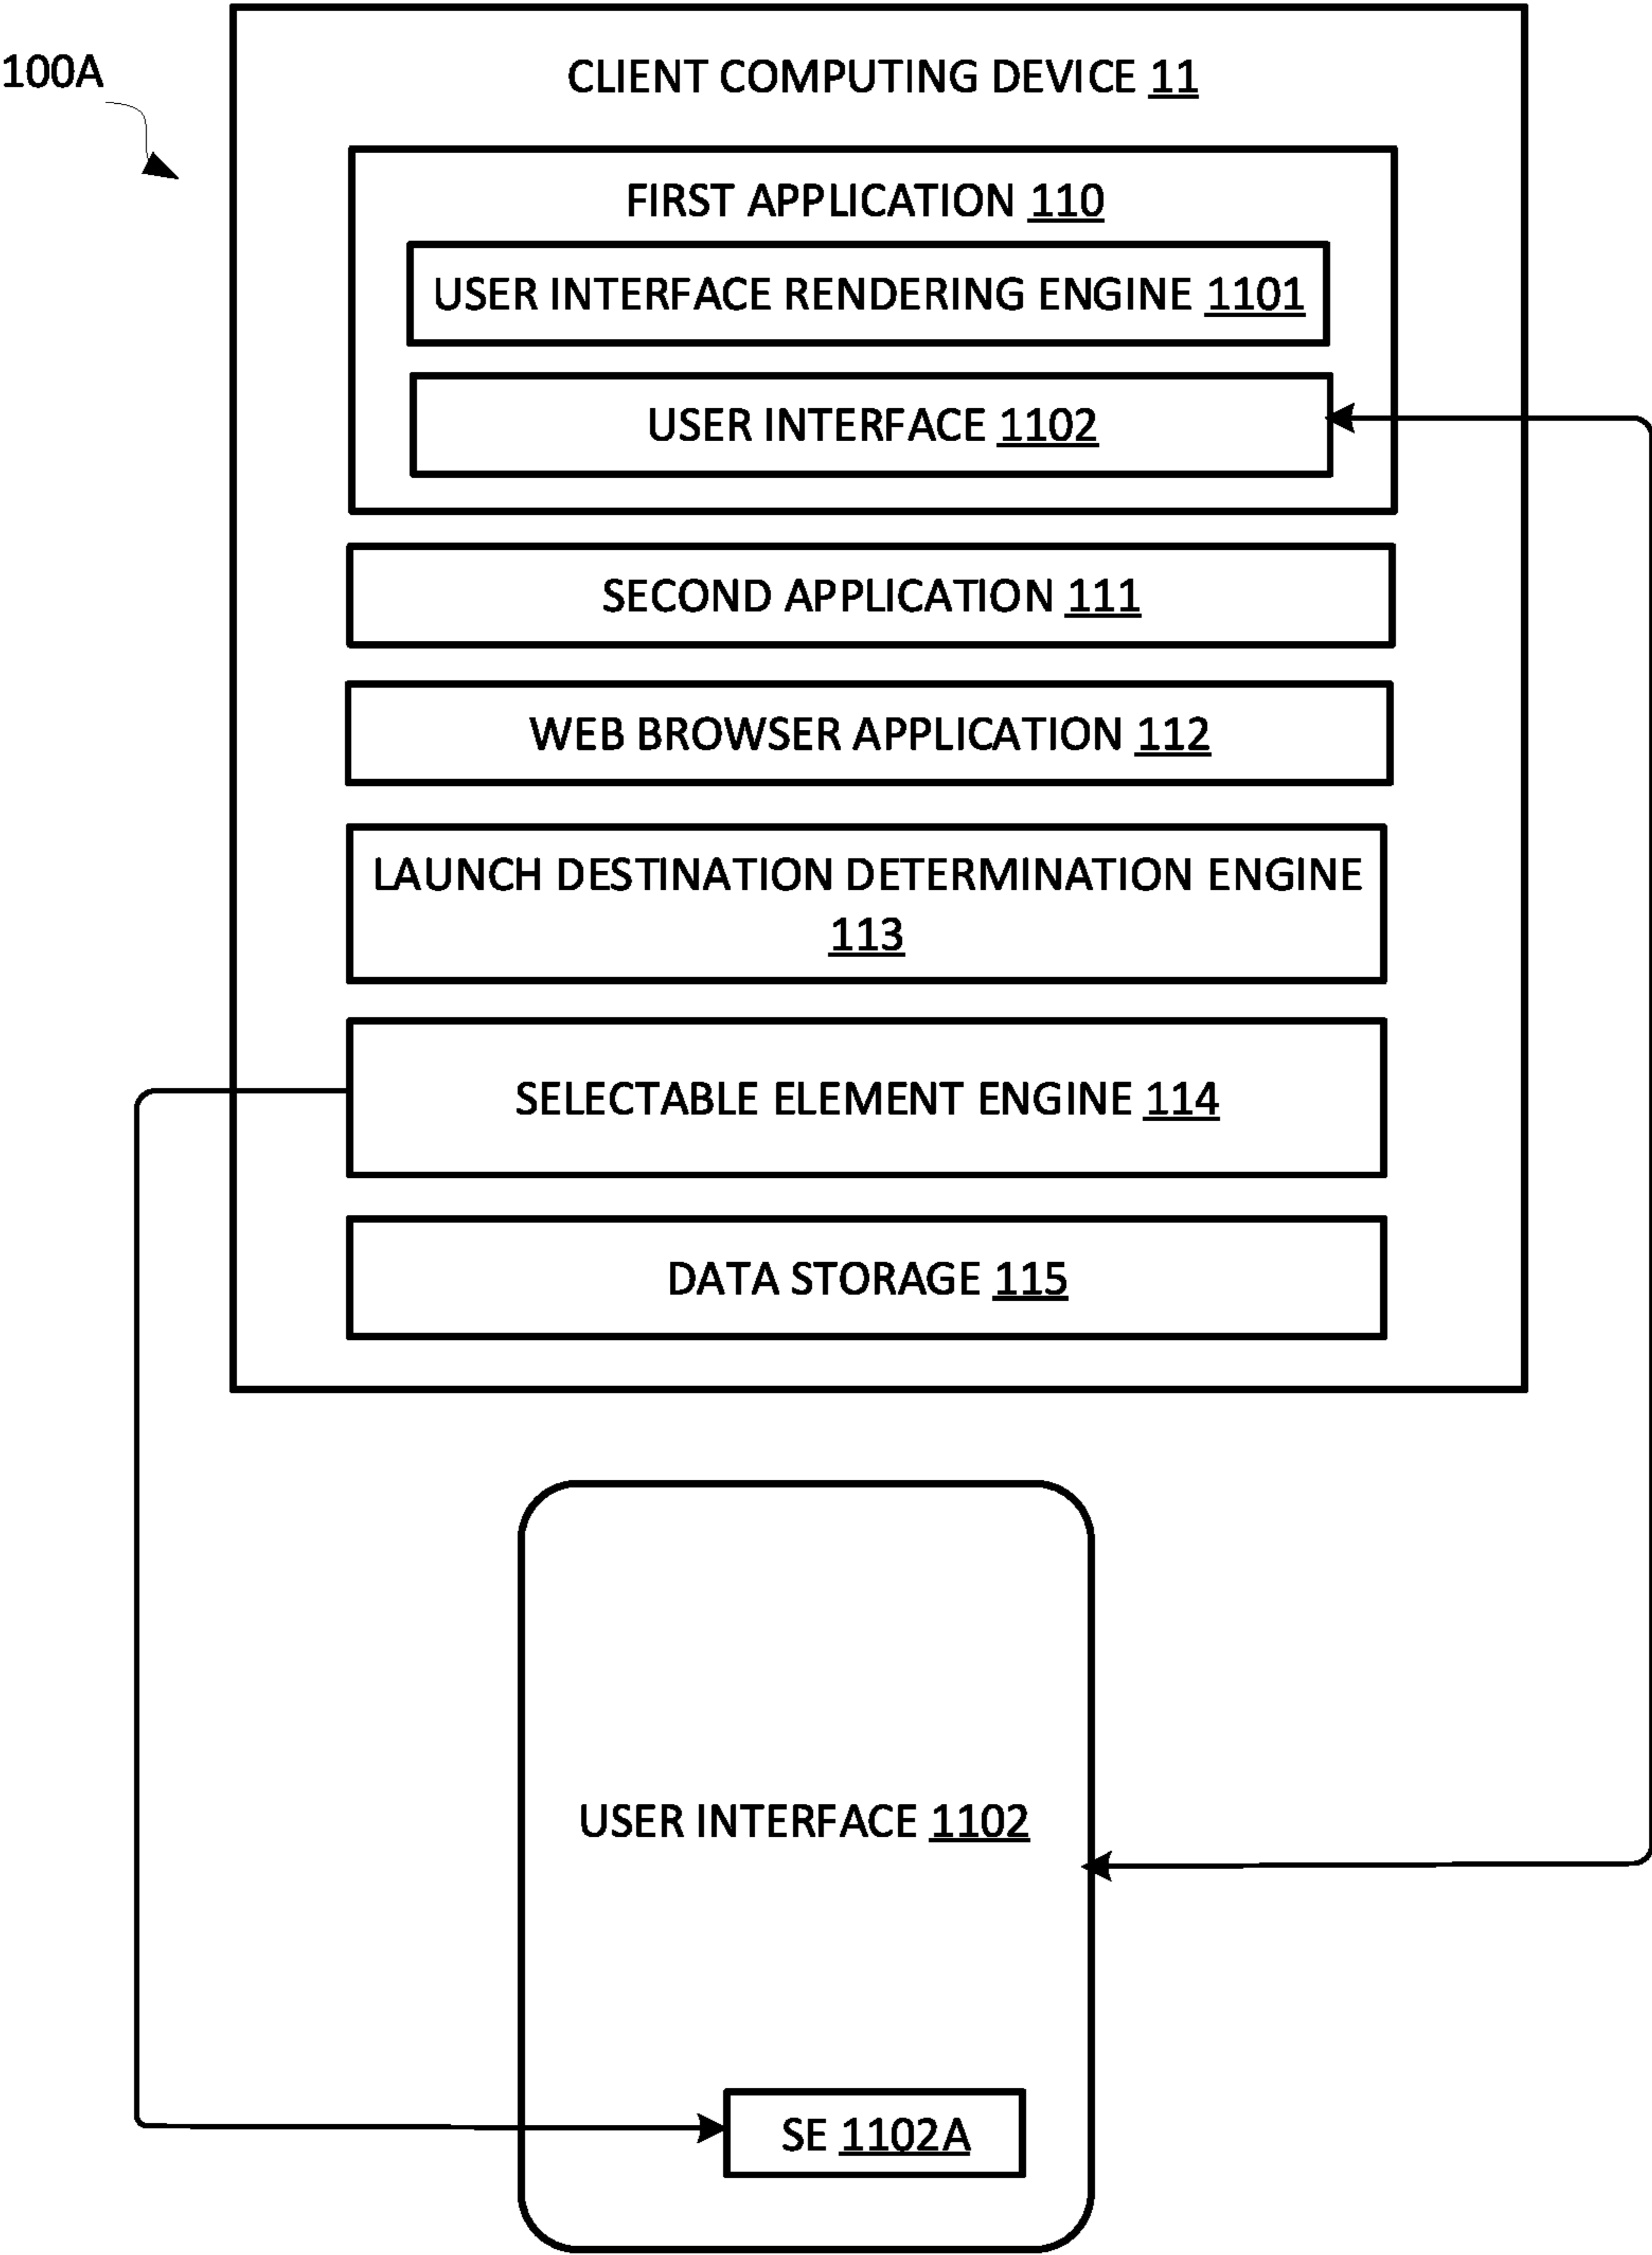 100A
CLIENT COMPUTING DEVICE 11
FIRST APPLICATION 110
USER INTERFACE RENDERING ENGINE 1101
USER INTERFACE 1102
SECOND APPLICATION 111
WEB BROWSER APPLICATION 112
LAUNCH DESTINATION DETERMINATION ENGINE
113
SELECTABLE ELEMENT ENGINE 114
DATA STORAGE 115
USER INTERFACE 1102
SE 1102A